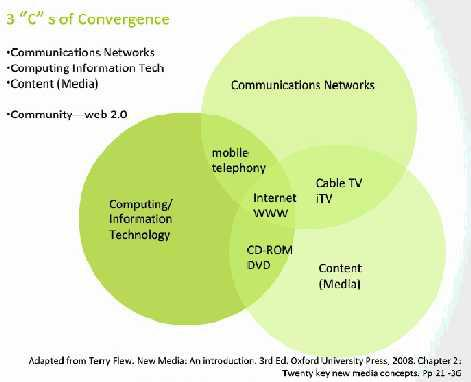 3 "C" s of Convergence
•Communications Networks
•Computing Information Tech
•Content (Media)
•Community—web 2.0
Communications Networks
mobile
telephony
Cable TV
iTV
Internet
WWW
Computing/
Information
Technology
CD-ROM
DVD
Content
(Media)
Adapted from Terry Flew. New Media: An introduction. 3rd Ed. Oxford University Press, 2008. Chapter 2:
Twenty key new media concepts. Pp 21 -36